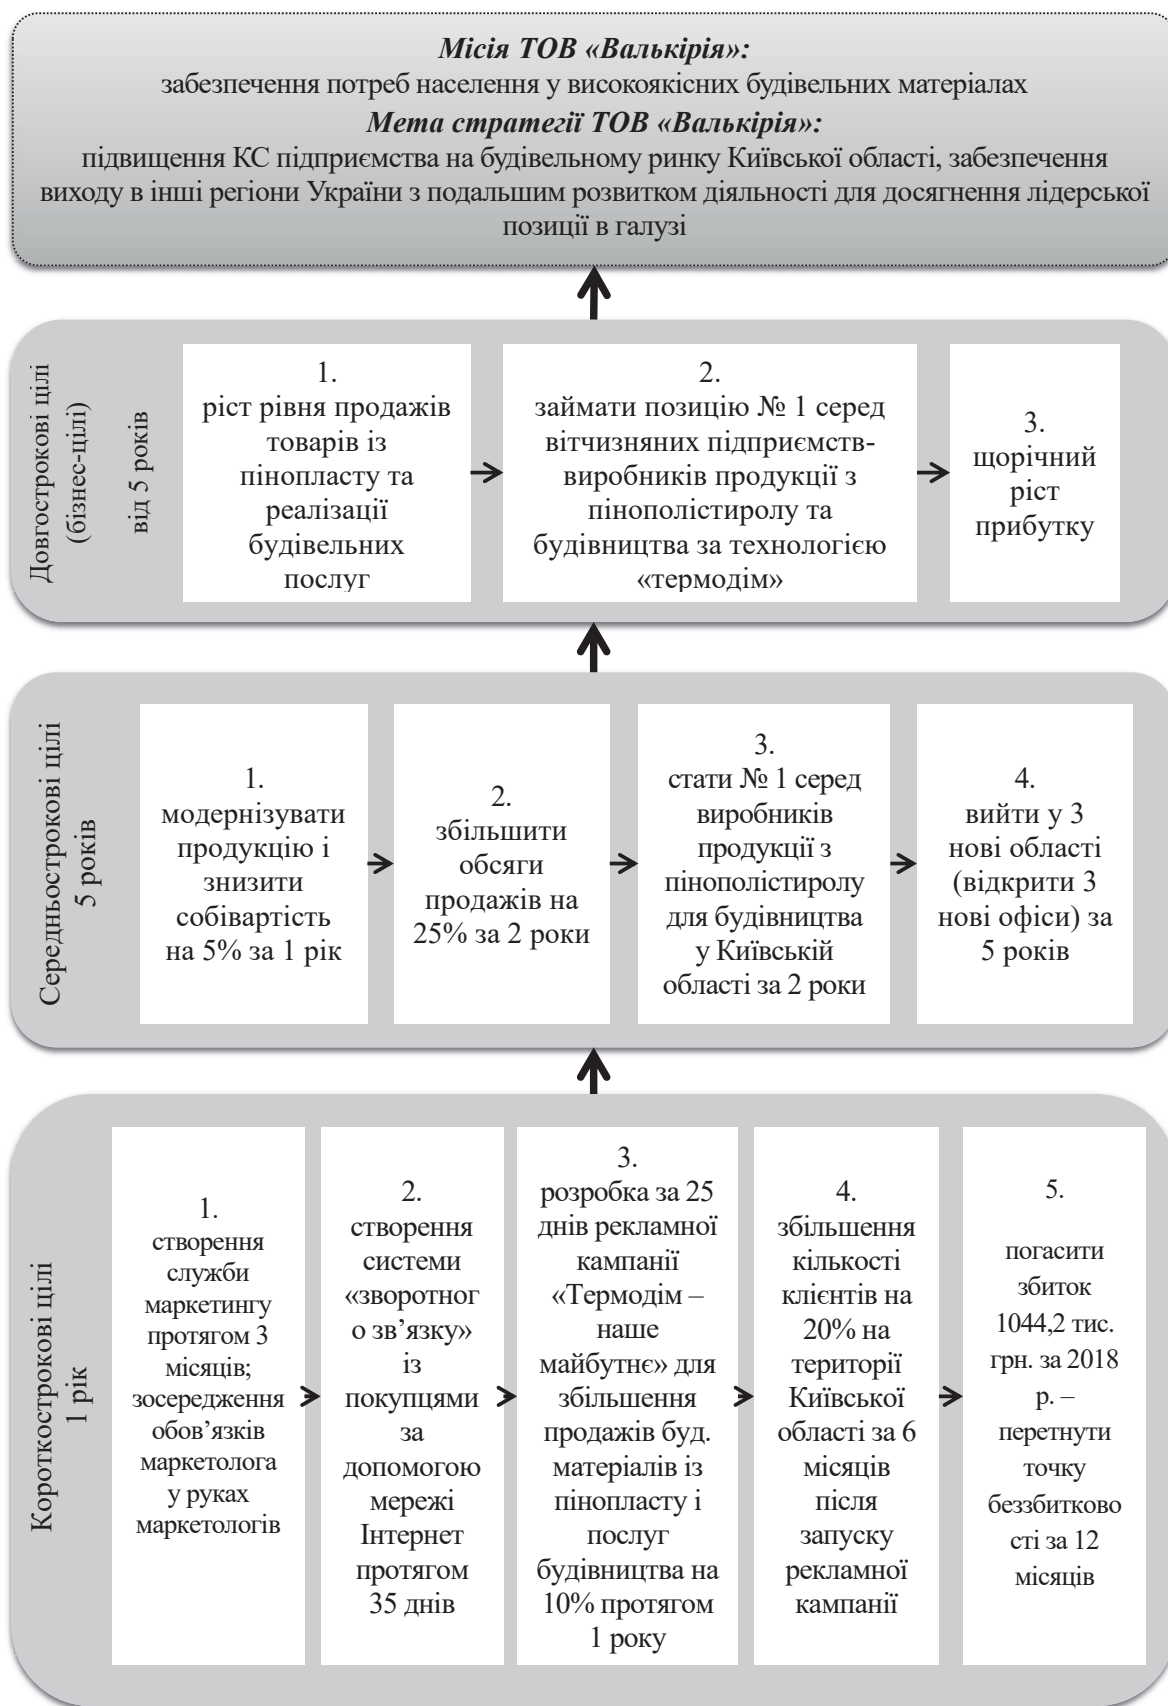 Місія ТОВ «Валькірія»:
забезпечення потреб населення у високоякісних будівельних матеріалах
Мета стратегії ТОВ «Валькірія»:
підвищення КС підприємства на будівельному ринку Київської області, забезпечення
виходу в інші регіони України з подальшим розвитком діяльності для досягнення лідерської
позиції в галузі
Довгострокові цілі
(бізнес-цілі)
від 5 років
1.
ріст рівня продажів
товарів із
пінопласту та
реалізації
будівельних
послуг
2.
займати позицію № 1 серед
вітчизняних підприємств-
виробників продукції з
пінополістиролу та
будівництва за технологією
«термодім»
3.
щорічний
ріст
прибутку
Середньострокові цілі
5 років
1.
модернізувати
продукцію і
знизити
собівартість
на 5% за 1 рік
2.
збільшити
обсяги
продажів на
25% за 2 роки
3.
стати № 1 серед
виробників
продукції з
пінополістиролу
для будівництва
у Київській
області за 2 роки
4.
вийти у 3
нові області
(відкрити 3
нові офіси) за
5 років
Короткострокові цілі
1 рік
1.
створення
служби
маркетингу
протягом 3
місяців;
зосередження
обов’язків
маркетолога
у руках
маркетологів
2.
створення
системи
«зворотног
о зв’язку»
із
покупцями
за
допомогою
мережі
Інтернет
протягом
35 днів
3.
розробка за 25
днів рекламної
кампанії
«Термодім –
наше
майбутнє» для
збільшення
продажів буд.
матеріалів із
пінопласту і
послуг
будівництва на
10% протягом
1 року
4.
збільшення
кількості
клієнтів на
20% на
території
Київської
області за 6
місяців
після
запуску
рекламної
кампанії
5.
погасити
збиток
1044,2 тис.
грн. за 2018
р. –
перетнути
точку
беззбитково
сті за 12
місяців